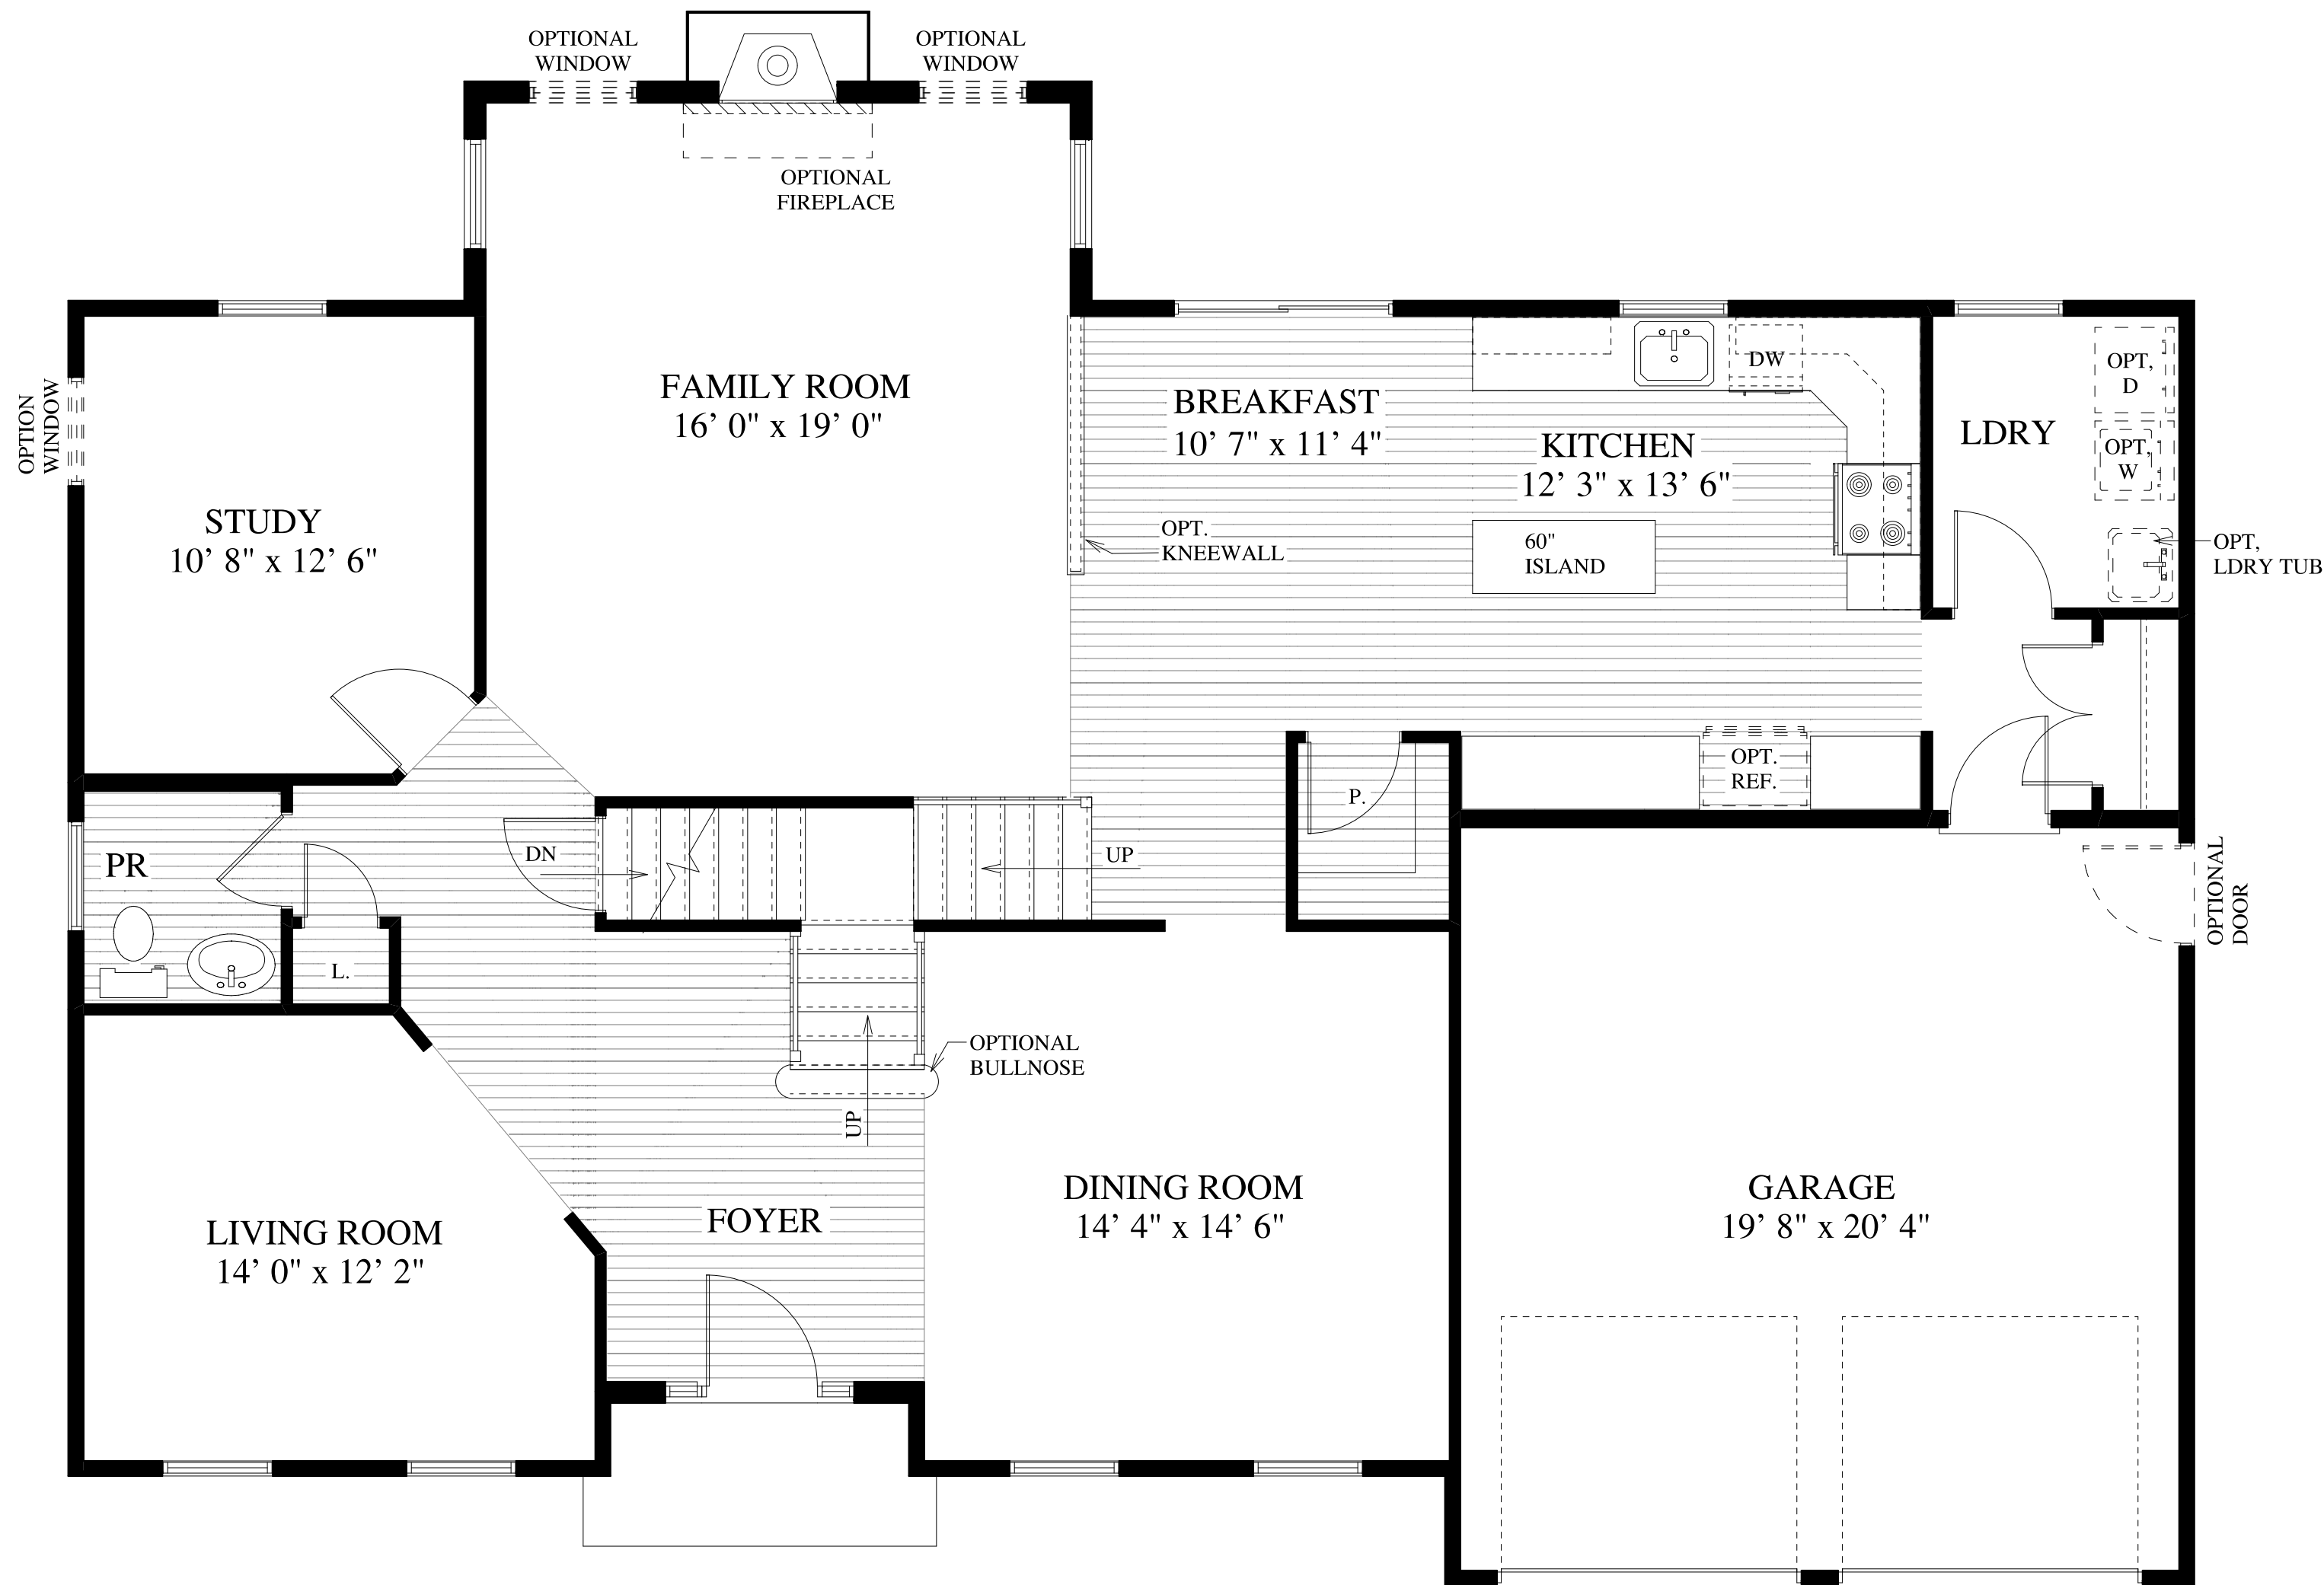 OPTIONAL
WINDOW
OPTIONAL
WINDOW
OPTIONAL
FIREPLACE
OPTION
WINDOW
FAMILY ROOM
16' 0" x 19' 0"
BREAKFAST
10' 7" x 11' 4"
DW
KITCHEN
12' 3" x 13' 6"
LDRY
OPT,
D
OPT,
W
STUDY
10' 8" x 12' 6"
OPT.
KNEEWALL
60"
ISLAND
OPT,
LDRY TUB
OPT.
REF.
P.
PR
DN
UP
OPTIONAL
DOOR
L.
OPTIONAL
BULLNOSE
UP
LIVING ROOM
14' 0" x 12' 2"
FOYER
DINING ROOM
14' 4" x 14' 6"
GARAGE
19' 8" x 20' 4"